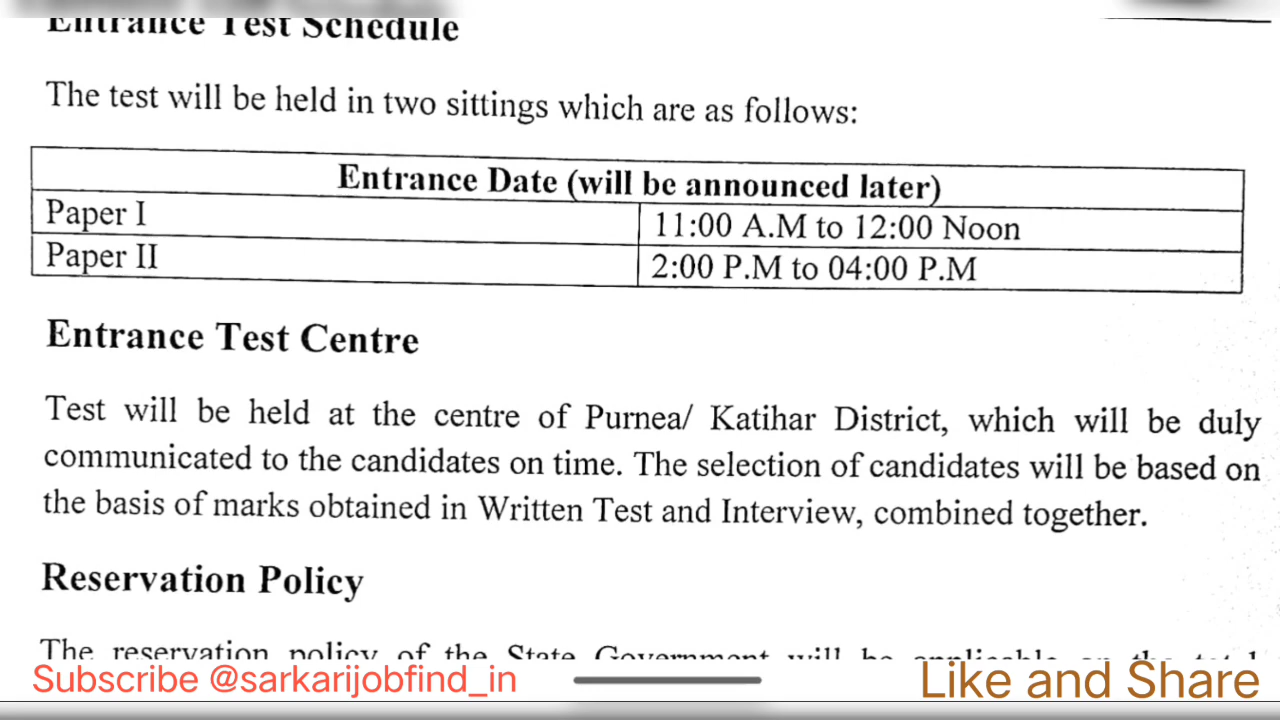 Entrance Test Schedule
The test will be held in two sittings which are as follows:
Entrance Date (will be announced later)
Paper I 11:00 A.M to 12:00 Noon
Paper II 2:00 P.M to 04:00 P.M
Entrance Test Centre
Test will be held at the centre of Purnea/ Katihar District, which will be duly
communicated to the candidates on time. The selection of candidates will be based on
the basis of marks obtained in Written Test and Interview, combined together.
Reservation Policy
The reservation policy of the State Government will be applicable on the total
Subscribe @sarkarijobfind_in
Like and Share